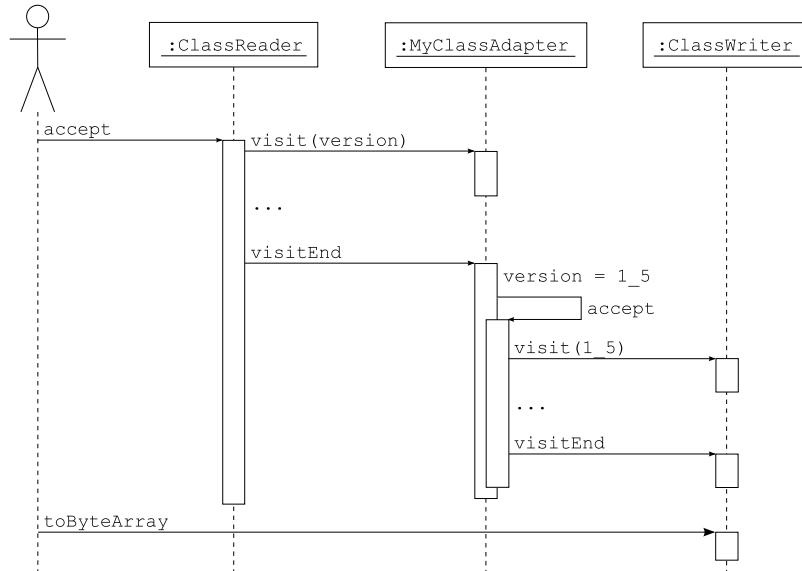 :ClassReader
:MyClassAdapter
:ClassWriter
accept
visit(version)
...
visitEnd
version = 1_5
accept
visit(1_5)
...
visitEnd
toByteArray